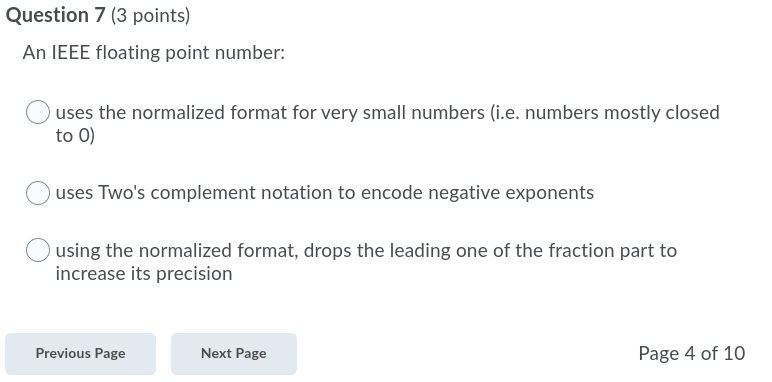 Question 7 (3 points)
An IEEE floating point number:
uses the normalized format for very small numbers (i.e. numbers mostly closed
to 0)
uses Two's complement notation to encode negative exponents
using the normalized format, drops the leading one of the fraction part to
increase its precision
Previous Page Next Page Page 4 of 10